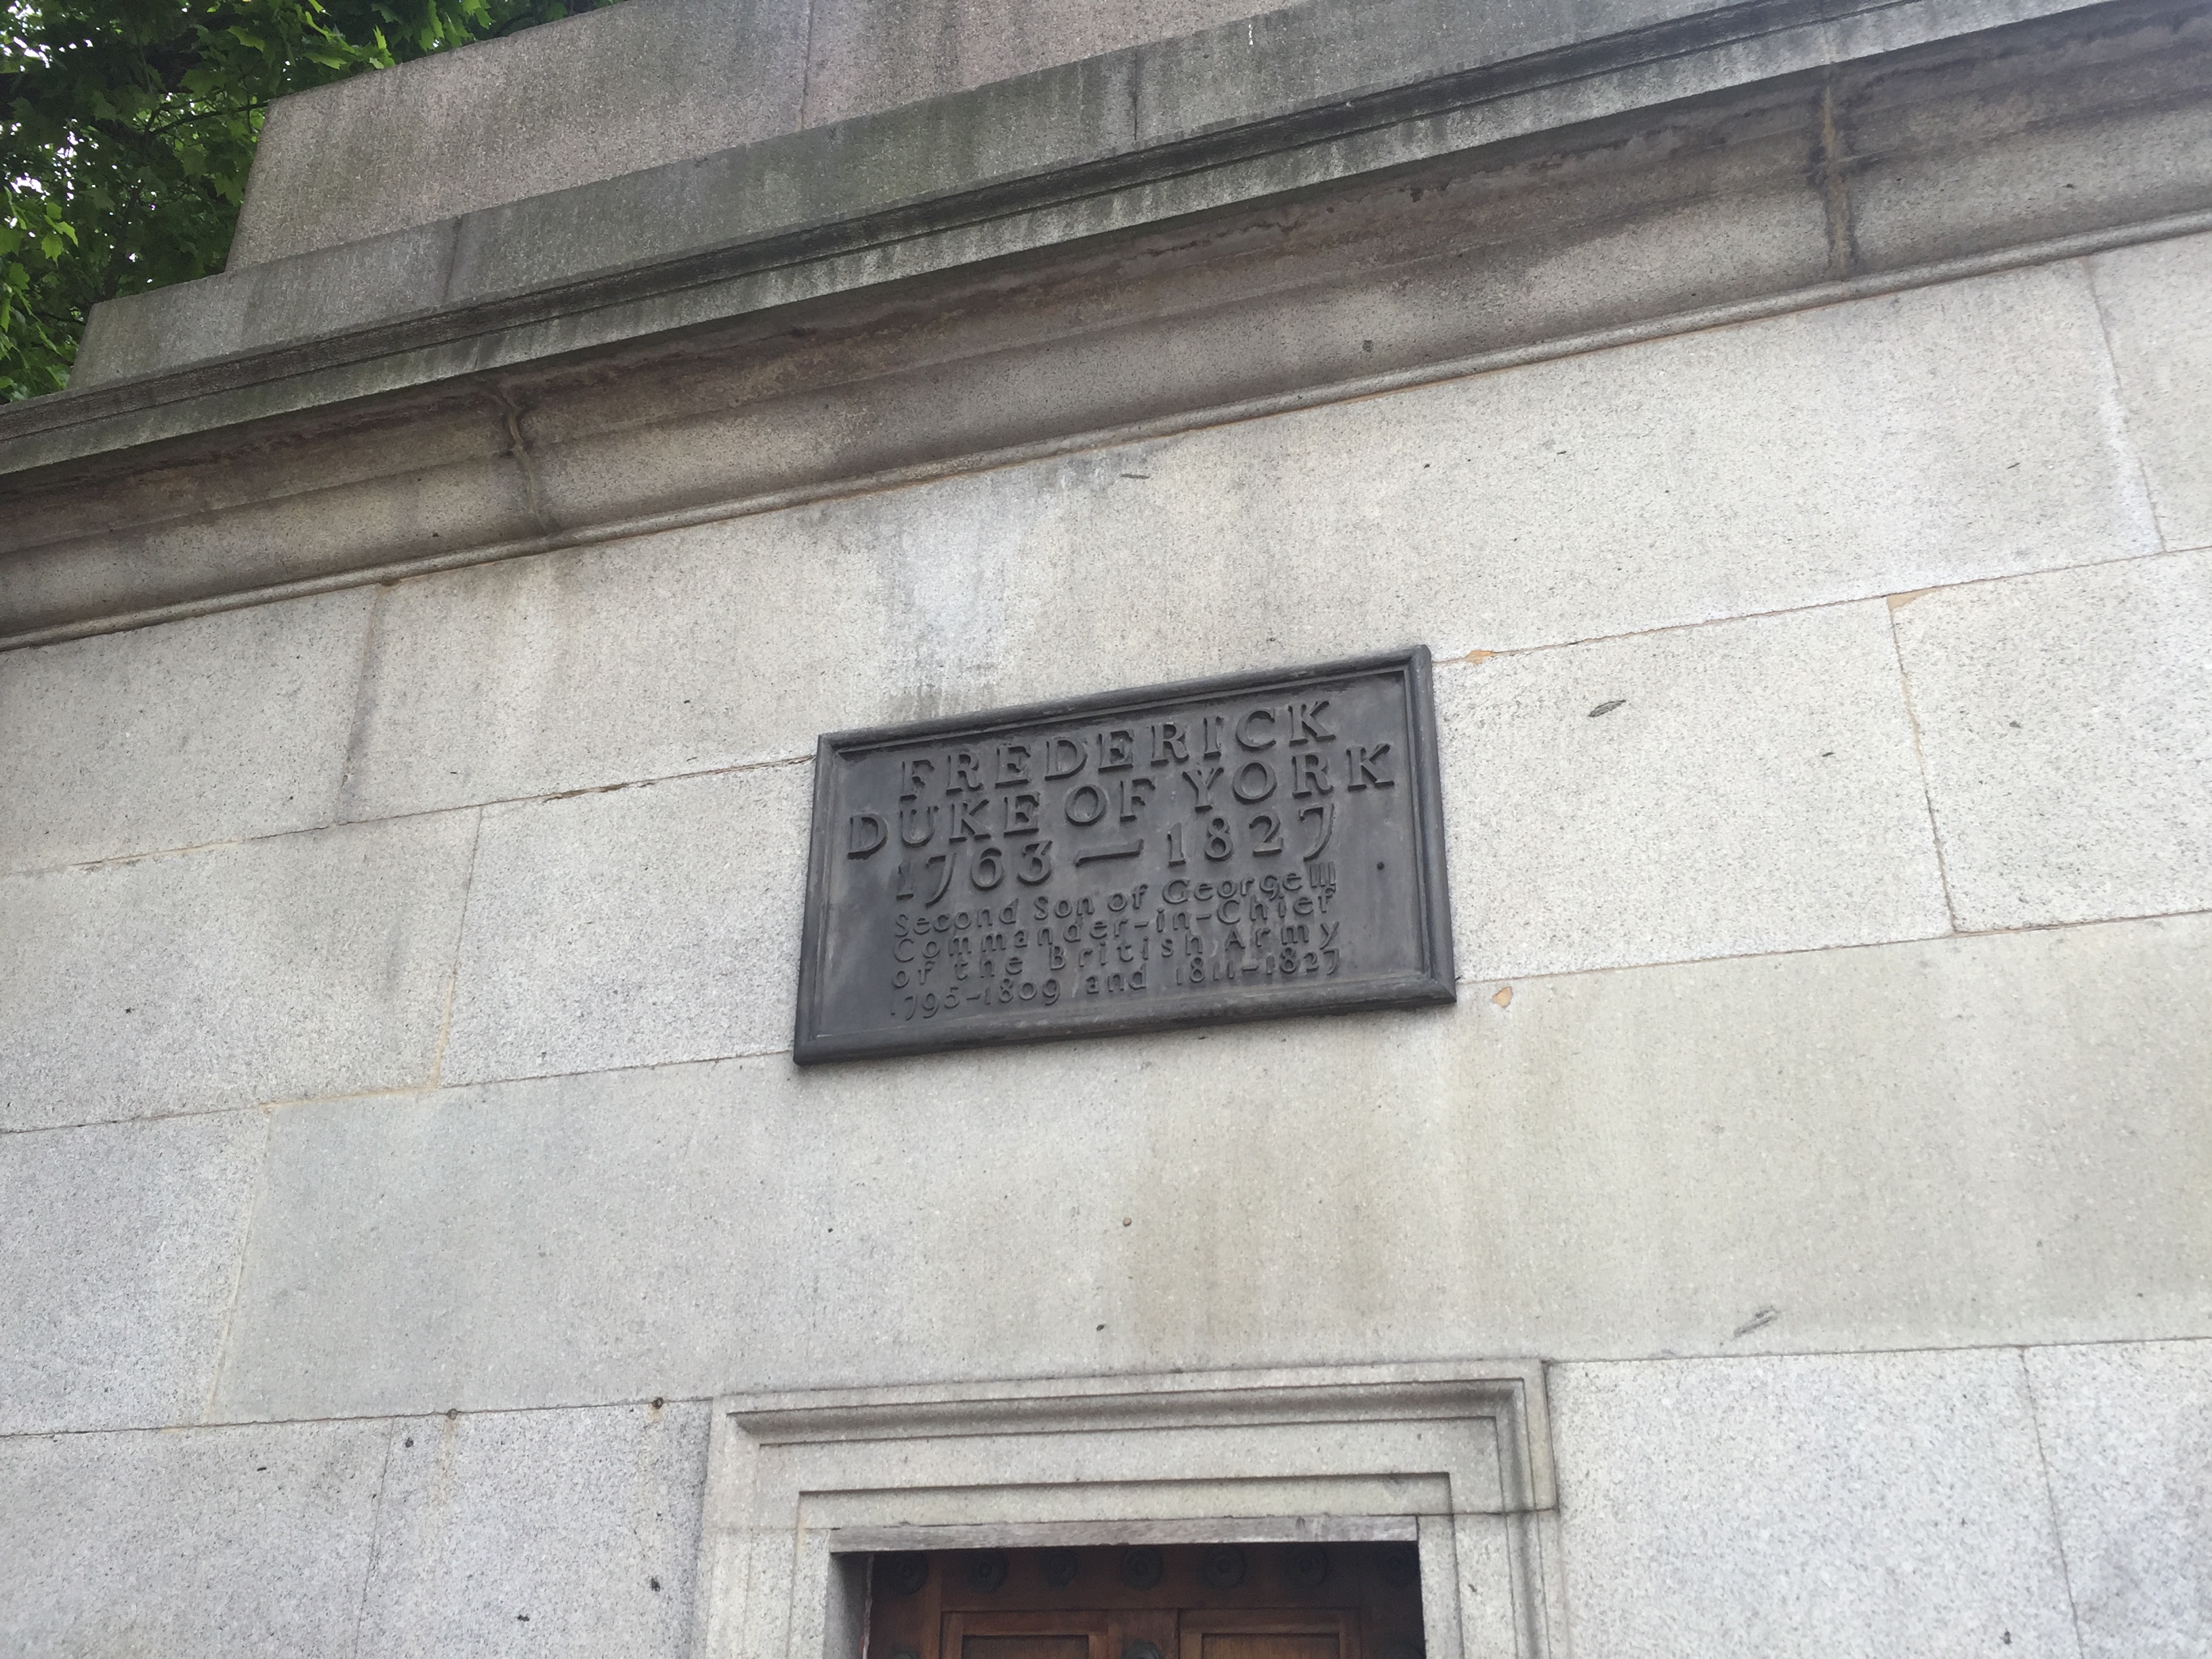 FREDERICK
DUKE OF YORK
1763 — 1827
Second Son of George III
Commander-in-Chief
of the British Army
1795-1809 and 1811-1827